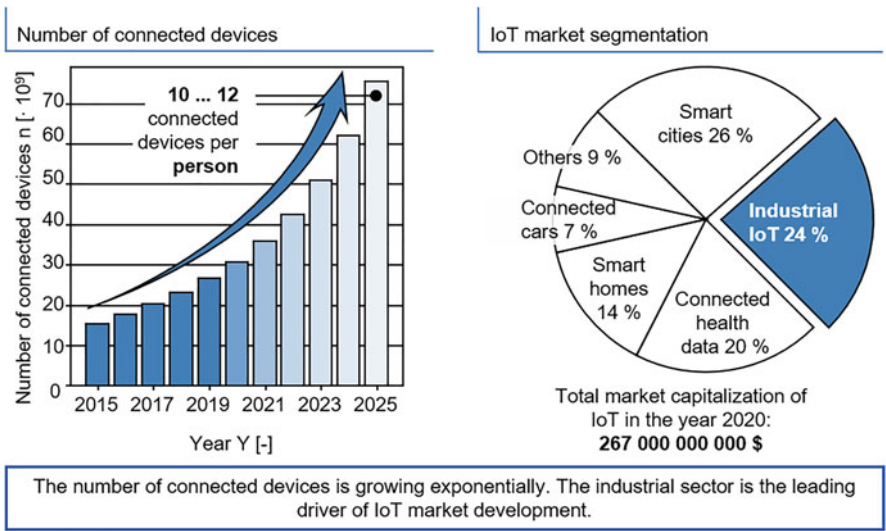 Number of connected devices
Number of connected devices n [· 10⁹]
70
60
50
40
30
20
10
0
10 ... 12
connected
devices per
person
2015 2017 2019 2021 2023 2025
Year Y [-]
IoT market segmentation
Smart
cities 26 %
Industrial
IoT 24 %
Connected
health
data 20 %
Smart
homes
14 %
Connected
cars 7 %
Others 9 %
Total market capitalization of
IoT in the year 2020:
267 000 000 000 $
The number of connected devices is growing exponentially. The industrial sector is the leading
driver of IoT market development.